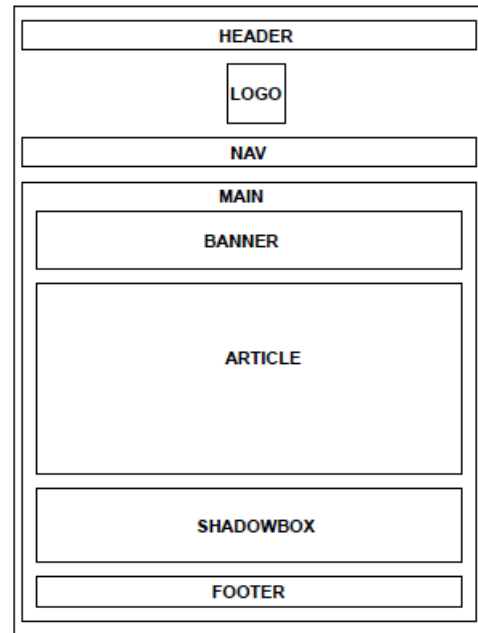 HEADER
LOGO
NAV
MAIN
BANNER
ARTICLE
SHADOWBOX
FOOTER